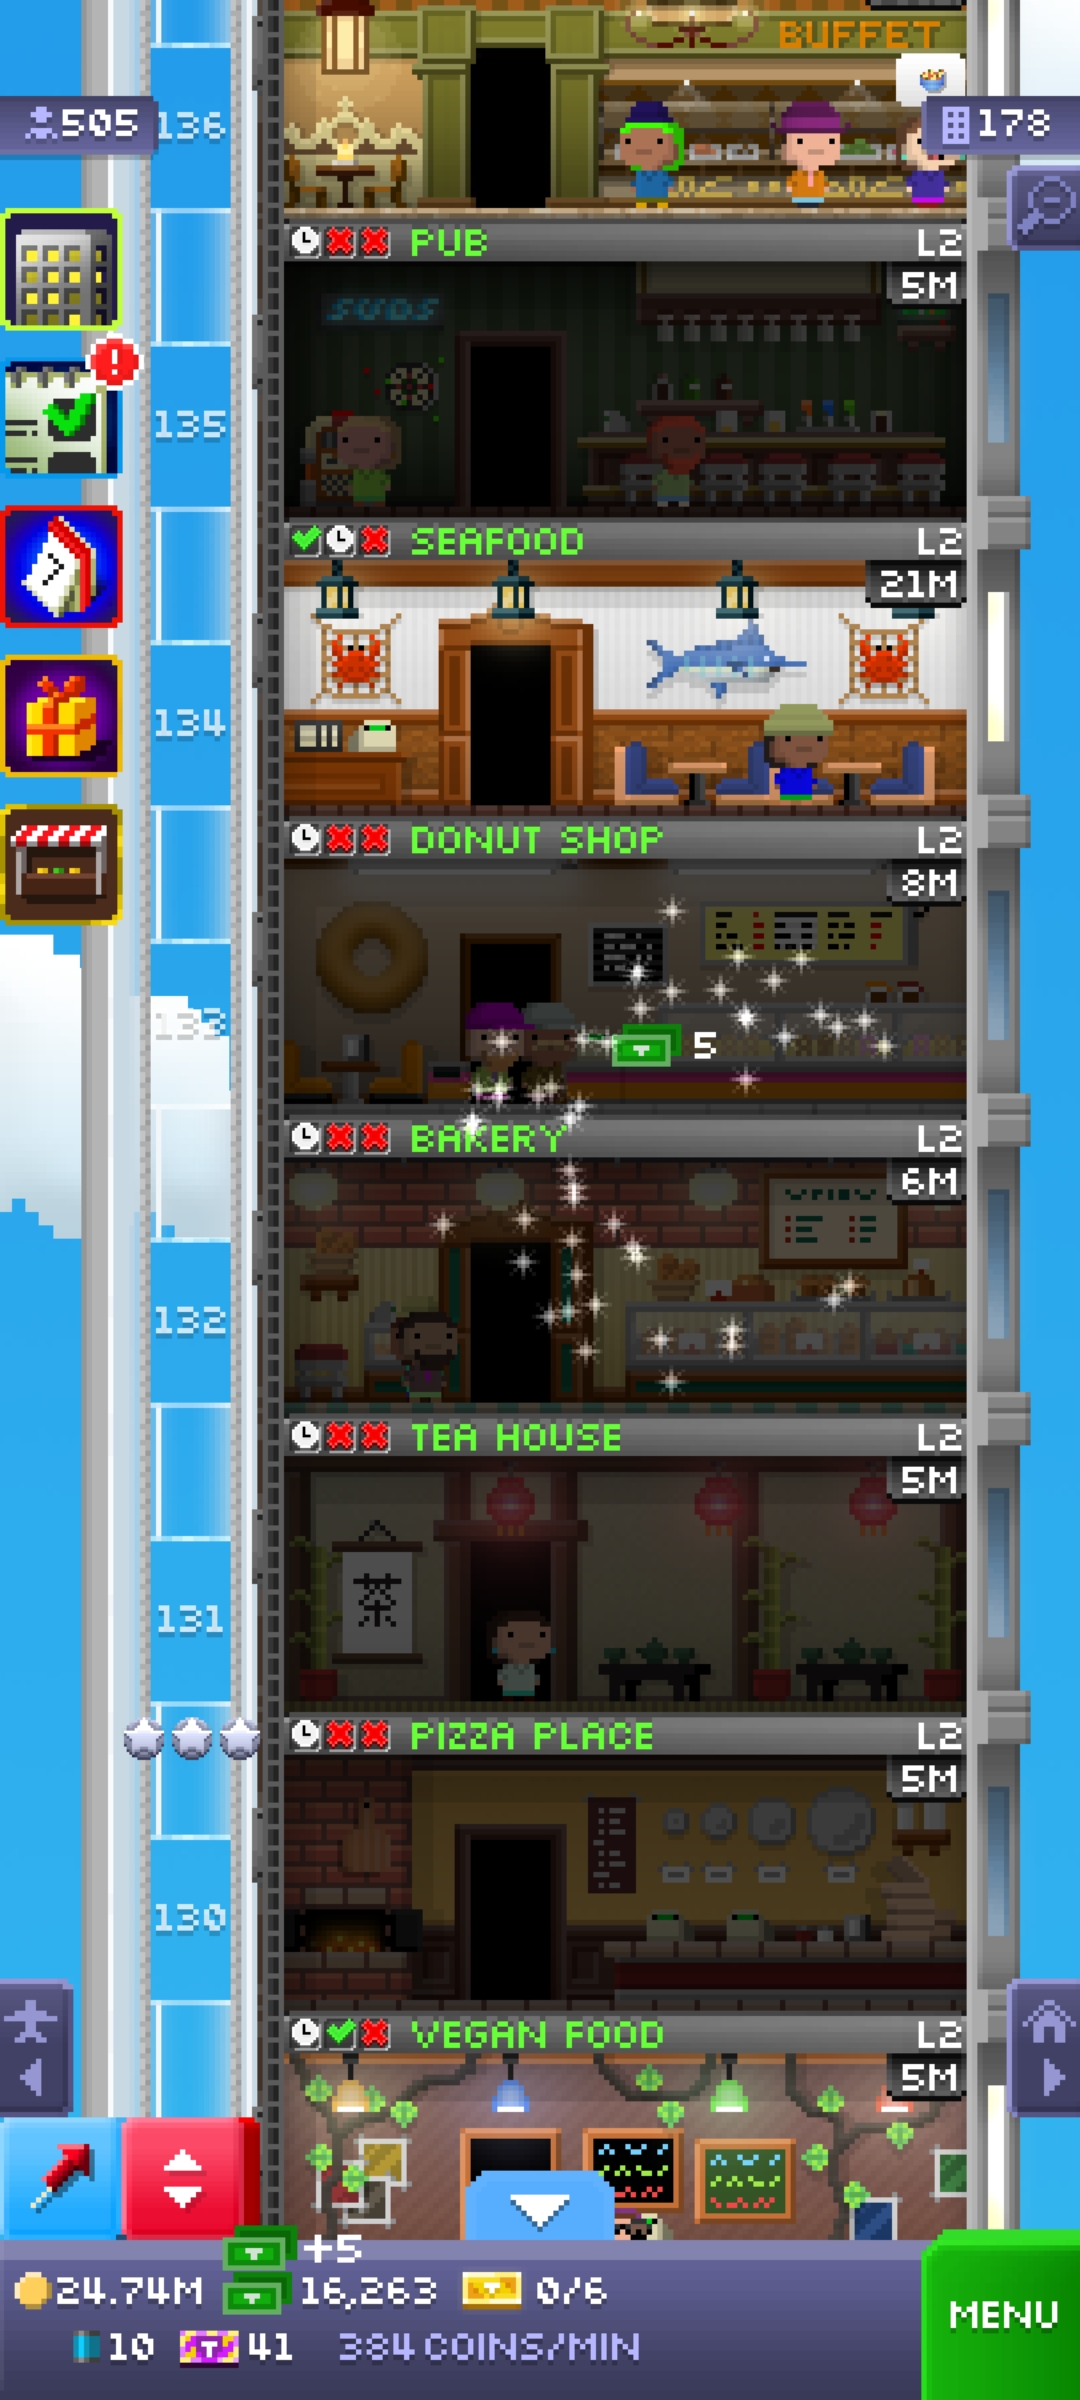 BUFFET
505
136
178
PUB L2
5M
SUDS
135
SEAFOOD L2
21M
134
DONUT SHOP L2
8M
133
5
BAKERY L2
6M
132
TEA HOUSE L2
5M
茶
131
PIZZA PLACE L2
5M
130
VEGAN FOOD L2
5M
+5
24.74M 16,263 0/6
10 41 384 COINS/MIN
MENU